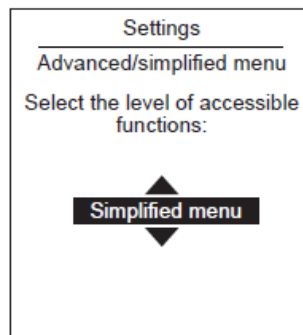 Settings
Advanced/simplified menu
Select the level of accessible
functions:
Simplified menu